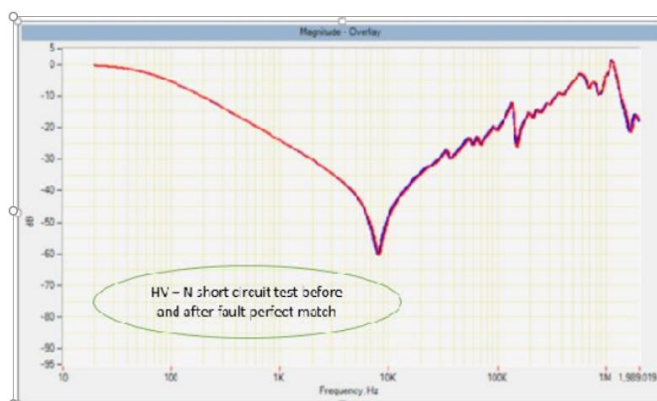 Magnitude - Overlay
5
0
-10
-20
-30
-40
-50
-60
-70
-80
-90
-95
dB
HV – N short circuit test before
and after fault perfect match
10
100
1K
10K
100K
1M
1,989,019
Frequency, Hz